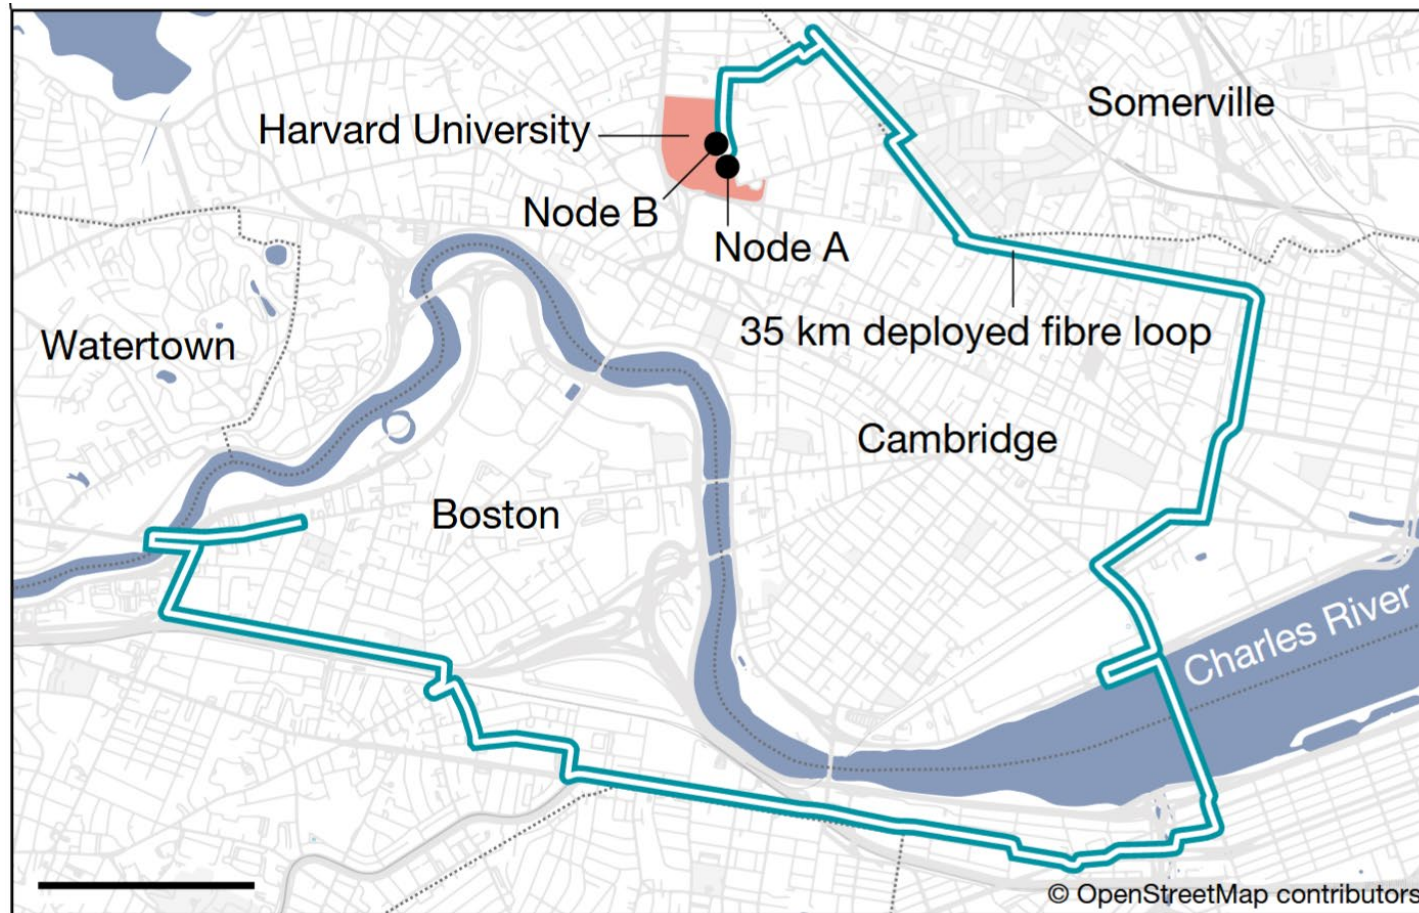 Somerville
Harvard University
Node B
Node A
35 km deployed fibre loop
Watertown
Cambridge
Boston
Charles River
© OpenStreetMap contributors